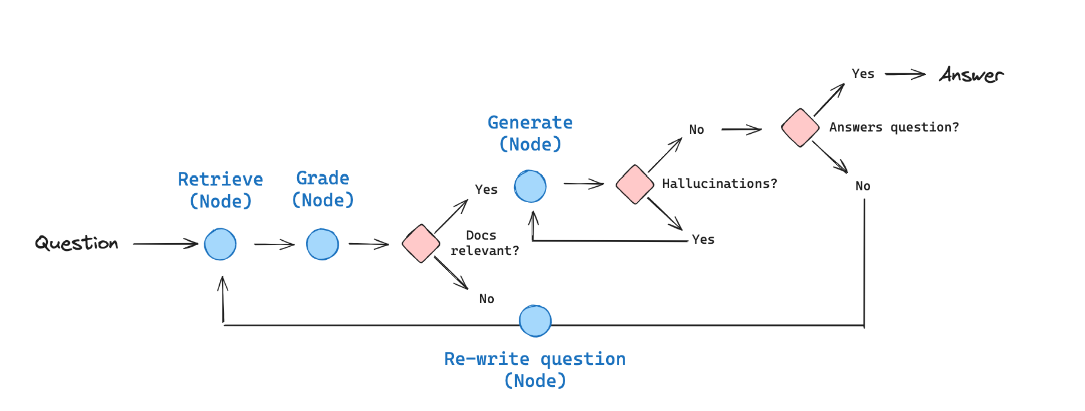 Yes
Answer
Generate
(Node)
No
Answers question?
Retrieve
(Node)
Grade
(Node)
Yes
Hallucinations?
No
Question
Docs
relevant?
Yes
No
Re-write question
(Node)